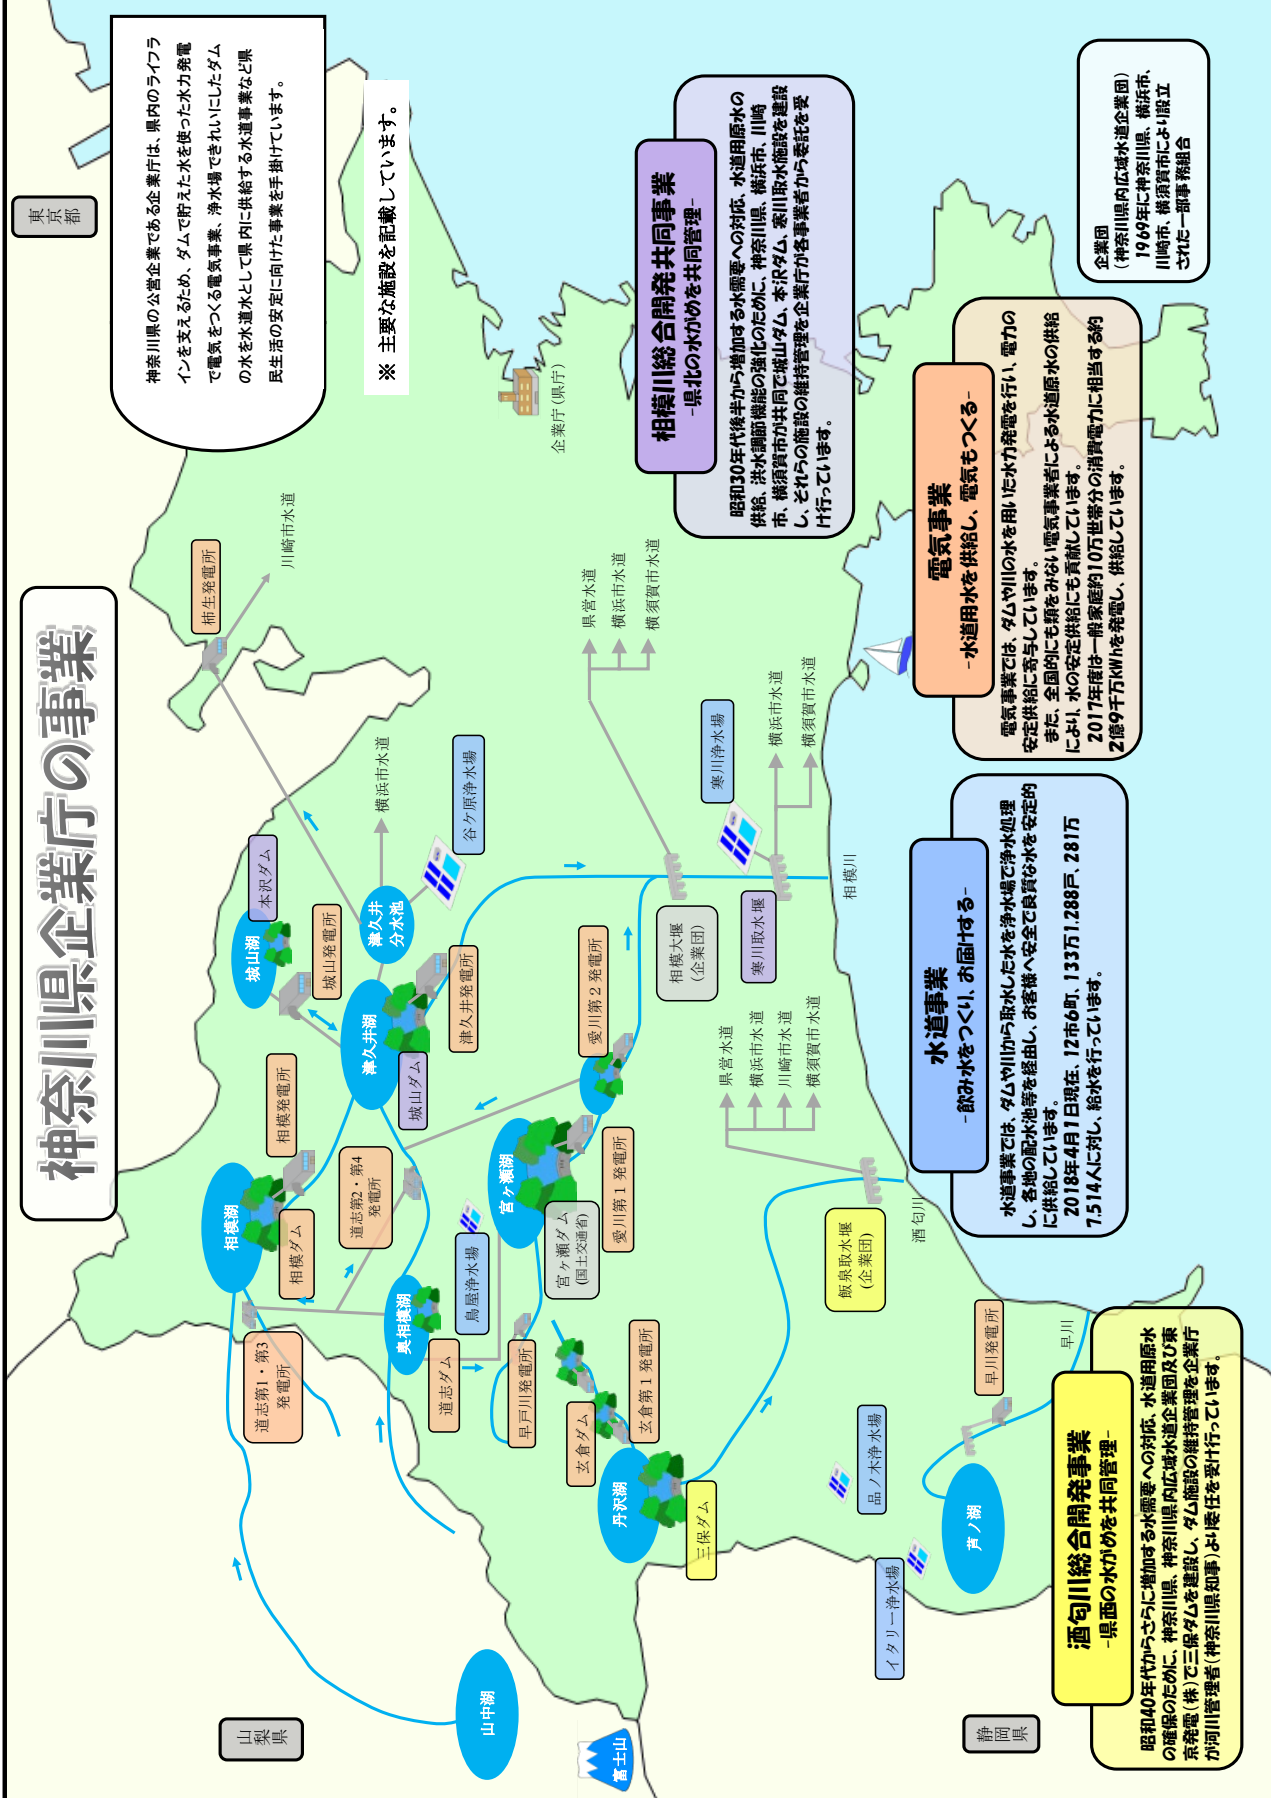 神奈川県企業庁の事業
神奈川県の公営企業である企業庁は、県内のライフラ
インを支えるため、ダムで貯えた水を使った水力発電
で電気をつくる電気事業、浄水場できれいにしたダム
の水を水道水として県内に供給する水道事業など県
民生活の安定に向けた事業を手掛けています。
※ 主要な施設を記載しています。
東京都
山梨県
静岡県
富士山
山中湖
相模湖
相模ダム
相模発電所
道志第1・第3
発電所
道志第2・第4
発電所
奥相模湖
道志ダム
鳥屋浄水場
早戸川発電所
城山湖
本沢ダム
城山発電所
津久井湖
城山ダム
津久井発電所
津久井
分水池
横浜市水道
谷ケ原浄水場
柿生発電所
川崎市水道
宮ヶ瀬湖
宮ヶ瀬ダム
(国土交通省)
愛川第1発電所
愛川第2発電所
玄倉ダム
玄倉第1発電所
丹沢湖
三保ダム
企業庁(県庁)
県営水道
横浜市水道
横須賀市水道
相模大堰
(企業団)
寒川浄水場
寒川取水堰
横浜市水道
横須賀市水道
相模川
県営水道
横浜市水道
川崎市水道
横須賀市水道
飯泉取水堰
(企業団)
酒匂川
品ノ木浄水場
イタリー浄水場
芦ノ湖
早川発電所
早川
相模川総合開発共同事業
-県北の水がめを共同管理-
昭和30年代後半から増加する水需要への対応、水道用原水の
供給、洪水調節機能の強化のために、神奈川県、横浜市、川崎
市、横須賀市が共同で城山ダム、本沢ダム、寒川取水施設を建設
し、それらの施設の維持管理を企業庁が各事業者から委託を受
け行っています。
企業団
(神奈川県内広域水道企業団)
1969年に神奈川県、横浜市、
川崎市、横須賀市により設立
された一部事務組合
電気事業
-水道用水を供給し、電気もつくる-
電気事業では、ダムや川の水を用いた水力発電を行い、電力の
安定供給に寄与しています。
また、全国的にも類をみない電気事業者による水道原水の供給
により、水の安定供給にも貢献しています。
2017年度は一般家庭約10万世帯分の消費電力に相当する約
2億9千万kWhを発電し、供給しています。
水道事業
-飲み水をつくり、お届けする-
水道事業では、ダムや川から取水した水を浄水場で浄水処理
し、各地の配水池等を経由し、お客様へ安全で良質な水を安定的
に供給しています。
2018年4月1日現在、12市6町、133万1,288戸、281万
7,514人に対し、給水を行っています。
酒匂川総合開発事業
-県西の水がめを共同管理-
昭和40年代からさらに増加する水需要への対応、水道用原水
の確保のために、神奈川県、神奈川県内広域水道企業団及び東
京発電(株)で三保ダムを建設し、ダム施設の維持管理を企業庁
が河川管理者(神奈川県知事)より委任を受け行っています。